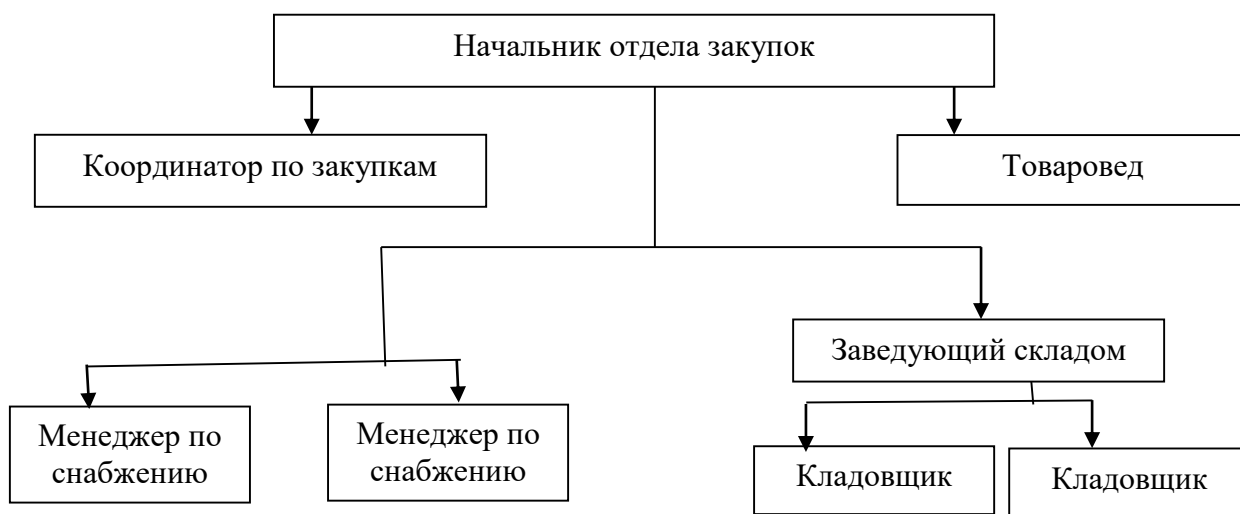 Начальник отдела закупок
Координатор по закупкам
Товаровед
Заведующий складом
Менеджер по
снабжению
Менеджер по
снабжению
Кладовщик
Кладовщик